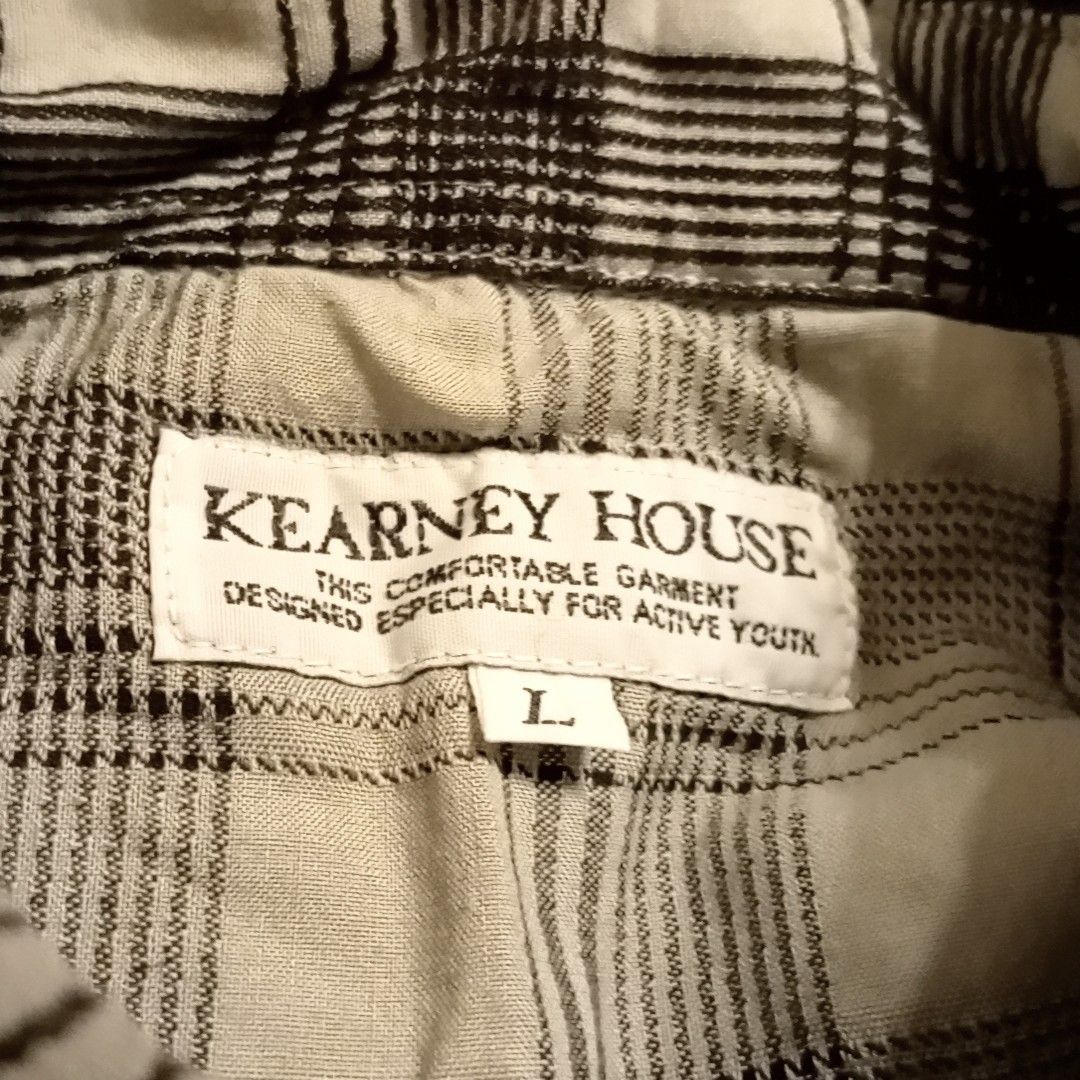 KEARNEY HOUSE
THIS COMFORTABLE GARMENT
DESIGNED ESPECIALLY FOR ACTIVE YOUTH.
L